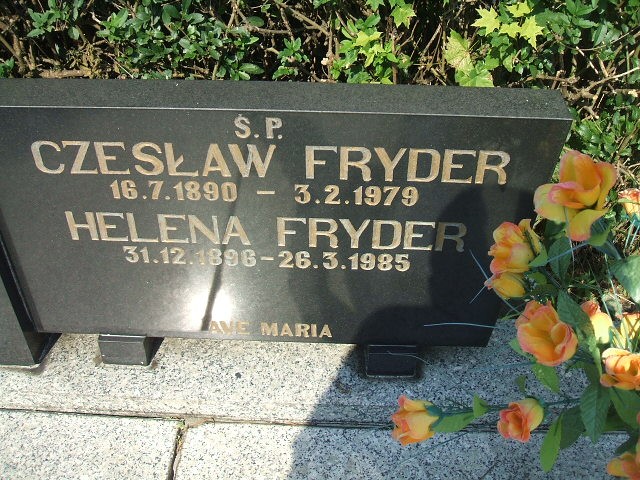 Ś.P.
CZESŁAW FRYDER
16.7.1890 - 3.2.1979
HELENA FRYDER
31.12.1896 - 26.3.1985
AVE MARIA